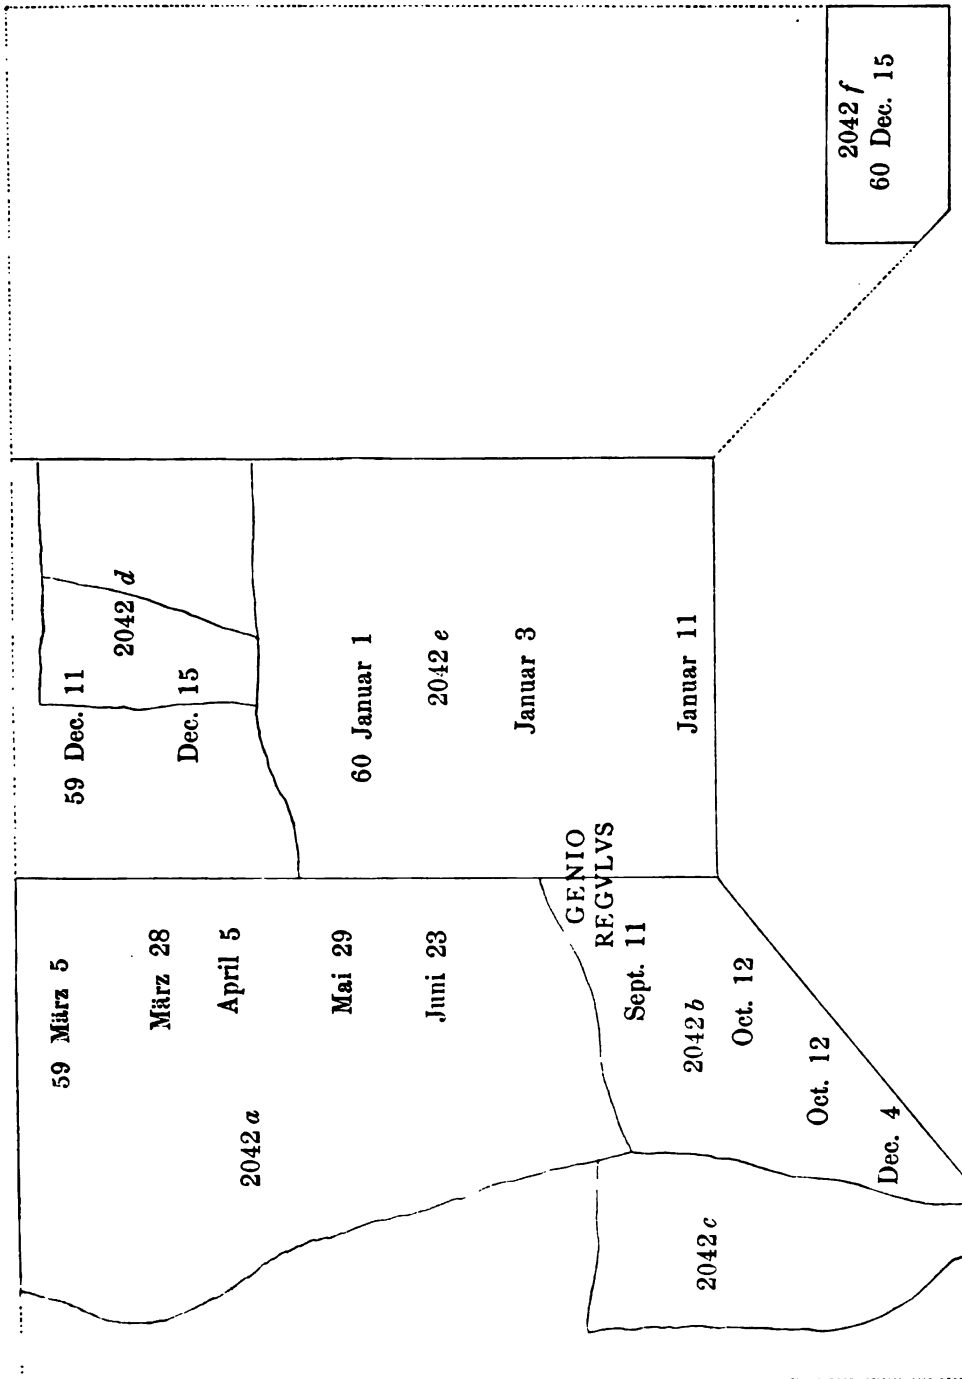 59 März 5
März 28
April 5
2042 a
Mai 29
Juni 23
GENIO
REGVLVS
Sept. 11
2042 b
2042 c
Oct. 12
Oct. 12
Dec. 4
59 Dec. 11
2042 d
Dec. 15
60 Januar 1
2042 e
Januar 3
Januar 11
2042 f
60 Dec. 15